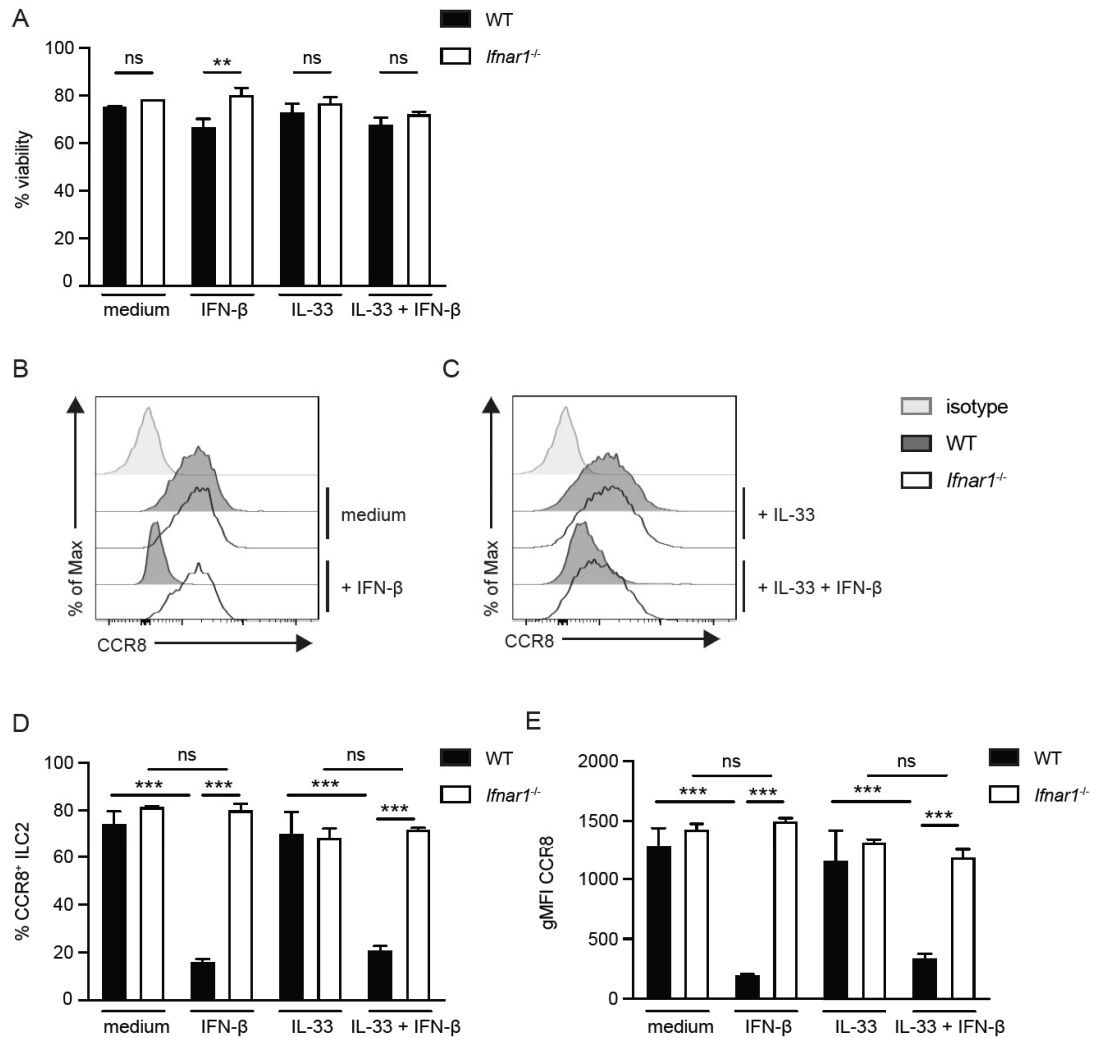 A
WT
Ifnar1-/-
% viability
100
80
60
40
20
0
ns
**
ns
ns
medium
IFN-β
IL-33
IL-33 + IFN-β
B
% of Max
CCR8
medium
+ IFN-β
C
% of Max
CCR8
+ IL-33
+ IL-33 + IFN-β
isotype
WT
Ifnar1-/-
D
WT
Ifnar1-/-
% CCR8+ ILC2
100
80
60
40
20
0
ns
***
***
ns
***
***
medium
IFN-β
IL-33
IL-33 + IFN-β
E
WT
Ifnar1-/-
gMFI CCR8
2000
1500
1000
500
0
ns
***
***
ns
***
***
medium
IFN-β
IL-33
IL-33 + IFN-β